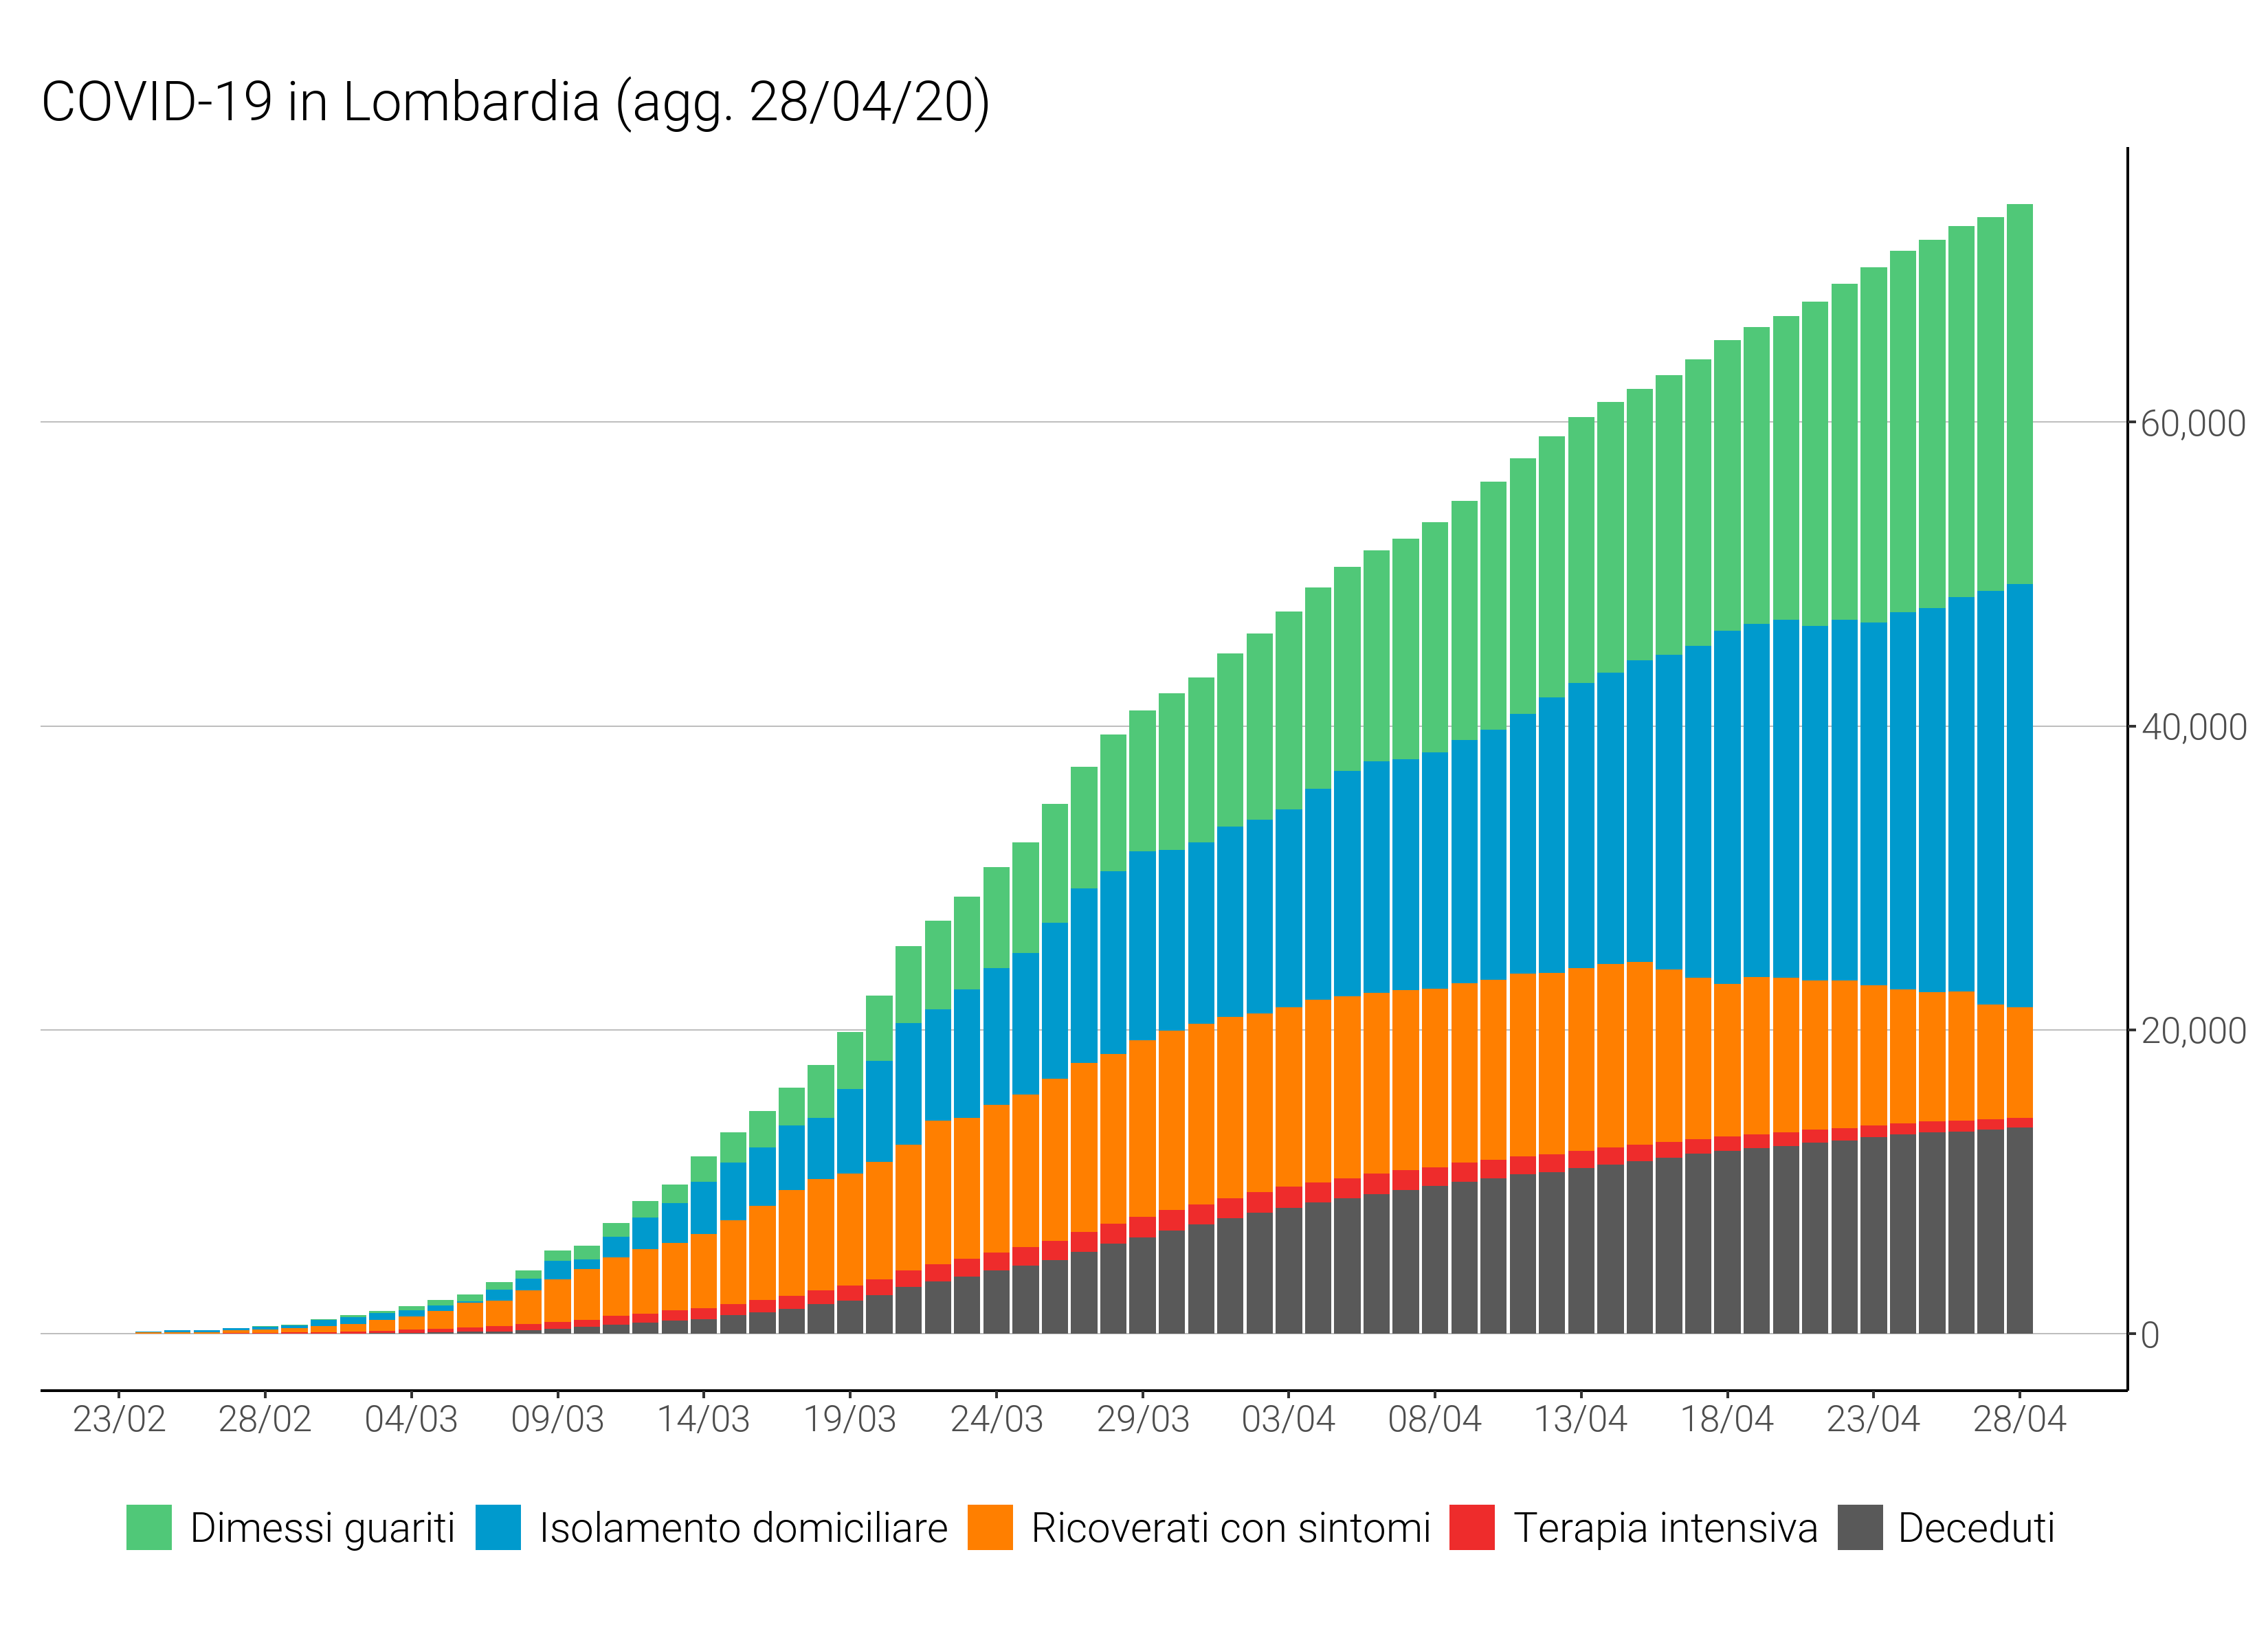 COVID-19 in Lombardia (agg. 28/04/20)
60,000
40,000
20,000
0
23/02 28/02 04/03 09/03 14/03 19/03 24/03 29/03 03/04 08/04 13/04 18/04 23/04 28/04
Dimessi guariti Isolamento domiciliare Ricoverati con sintomi Terapia intensiva Deceduti